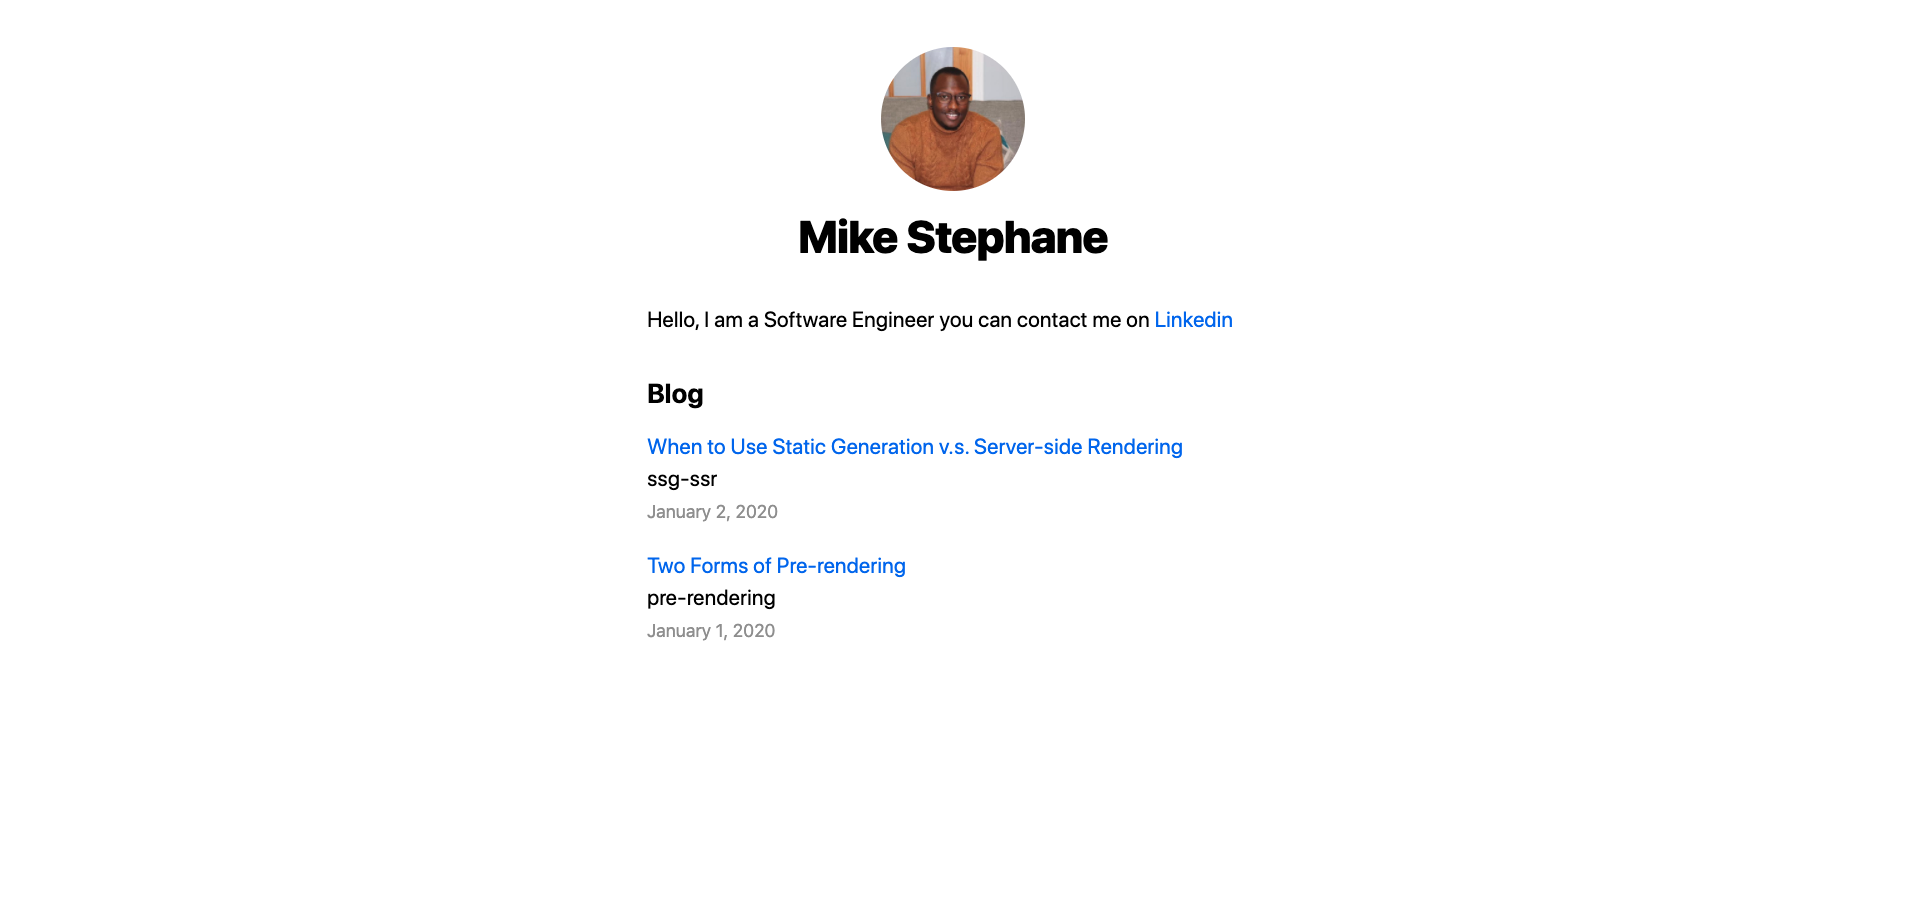 Mike Stephane
Hello, I am a Software Engineer you can contact me on Linkedin
Blog
When to Use Static Generation v.s. Server-side Rendering
ssg-ssr
January 2, 2020
Two Forms of Pre-rendering
pre-rendering
January 1, 2020